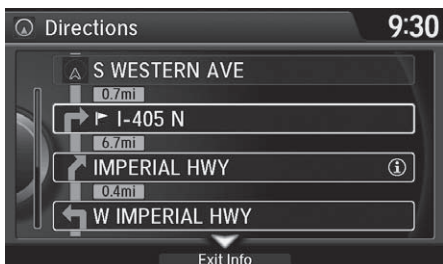 Directions
9:30
S WESTERN AVE
0.7mi
I-405 N
6.7mi
IMPERIAL HWY
0.4mi
W IMPERIAL HWY
Exit Info